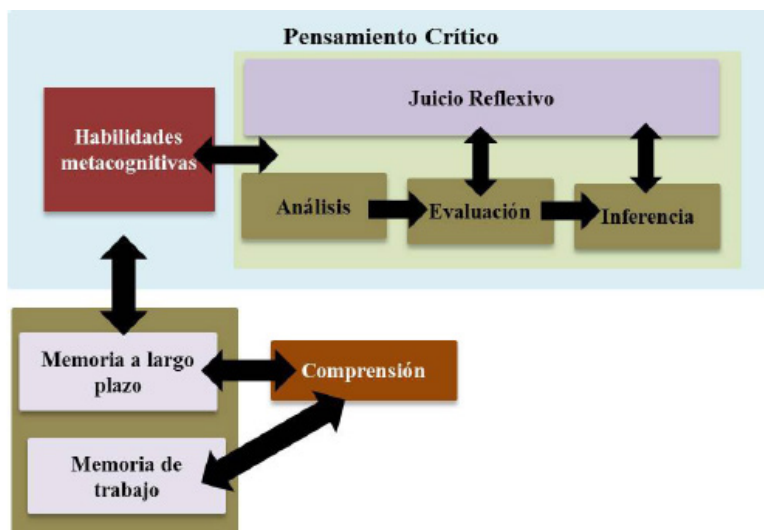 Pensamiento Crítico
Juicio Reflexivo
Habilidades
metacognitivas
Análisis
Evaluación
Inferencia
Memoria a largo
plazo
Comprensión
Memoria de
trabajo